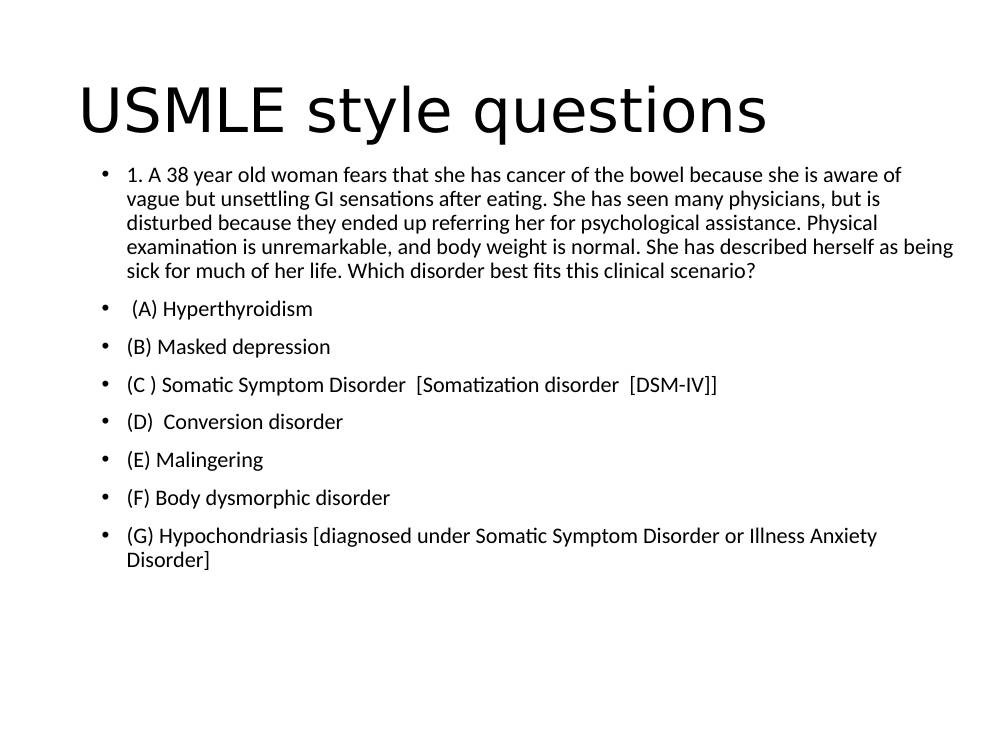 USMLE style questions
• 1. A 38 year old woman fears that she has cancer of the bowel because she is aware of
vague but unsettling GI sensations after eating. She has seen many physicians, but is
disturbed because they ended up referring her for psychological assistance. Physical
examination is unremarkable, and body weight is normal. She has described herself as being
sick for much of her life. Which disorder best fits this clinical scenario?
• (A) Hyperthyroidism
• (B) Masked depression
• (C ) Somatic Symptom Disorder  [Somatization disorder  [DSM-IV]]
• (D)  Conversion disorder
• (E) Malingering
• (F) Body dysmorphic disorder
• (G) Hypochondriasis [diagnosed under Somatic Symptom Disorder or Illness Anxiety
Disorder]